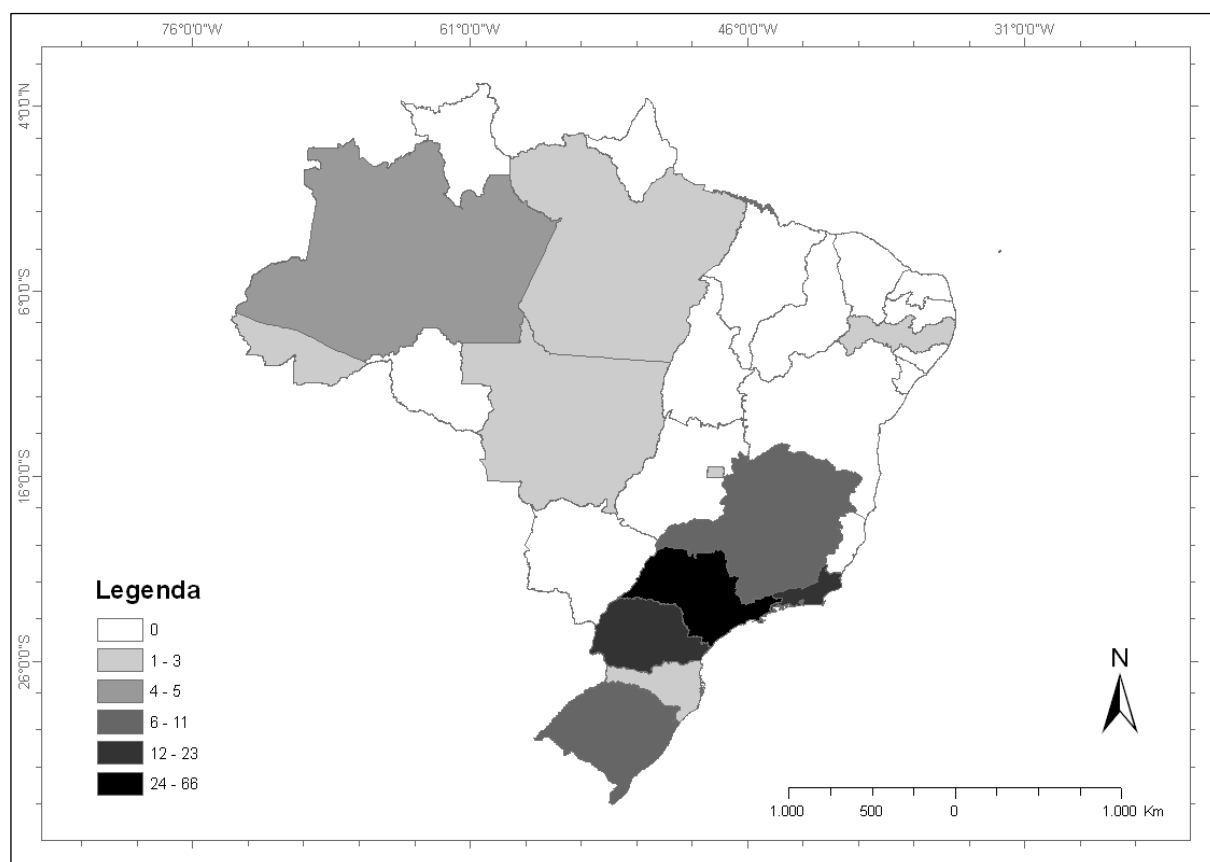 76°0'0"W
61°0'0"W
46°0'0"W
31°0'0"W
4°0'0"N
6°0'0"S
16°0'0"S
26°0'0"S
Legenda
0
1 - 3
4 - 5
6 - 11
12 - 23
24 - 66
N
1.000 500 0 1.000 Km